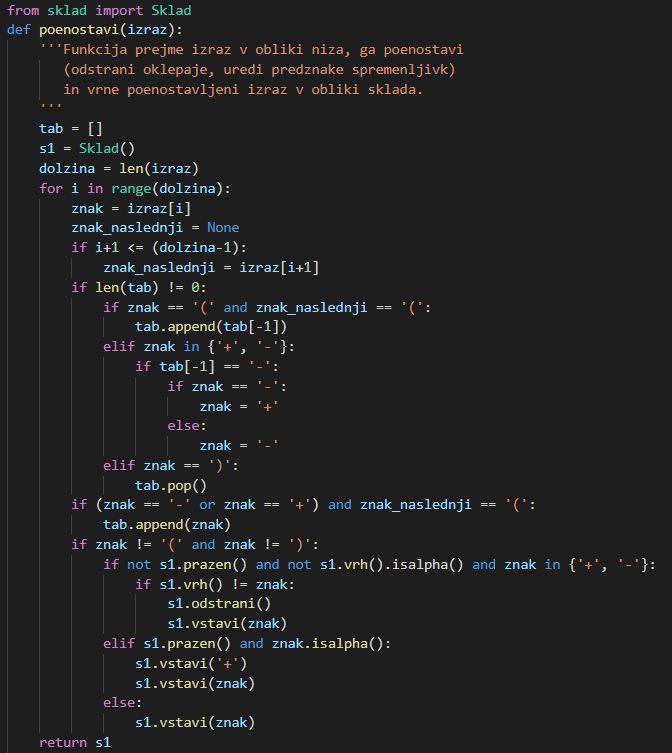 from sklad import Sklad
def poenostavi(izraz):
    '''Funkcija prejme izraz v obliki niza, ga poenostavi
       (odstrani oklepaje, uredi predznake spremenljivk)
       in vrne poenostavljeni izraz v obliki sklada.
    '''
    tab = []
    s1 = Sklad()
    dolzina = len(izraz)
    for i in range(dolzina):
        znak = izraz[i]
        znak_naslednji = None
        if i+1 <= (dolzina-1):
            znak_naslednji = izraz[i+1]
        if len(tab) != 0:
            if znak == '(' and znak_naslednji == '(':
                tab.append(tab[-1])
            elif znak in {'+', '-'}:
                if tab[-1] == '-':
                    if znak == '-':
                        znak = '+'
                    else:
                        znak = '-'
            elif znak == ')':
                tab.pop()
        if (znak == '-' or znak == '+') and znak_naslednji == '(':
            tab.append(znak)
        if znak != '(' and znak != ')':
            if not s1.prazen() and not s1.vrh().isalpha() and znak in {'+', '-'}:
                if s1.vrh() != znak:
                    s1.odstrani()
                    s1.vstavi(znak)
            elif s1.prazen() and znak.isalpha():
                s1.vstavi('+')
                s1.vstavi(znak)
            else:
                s1.vstavi(znak)
    return s1